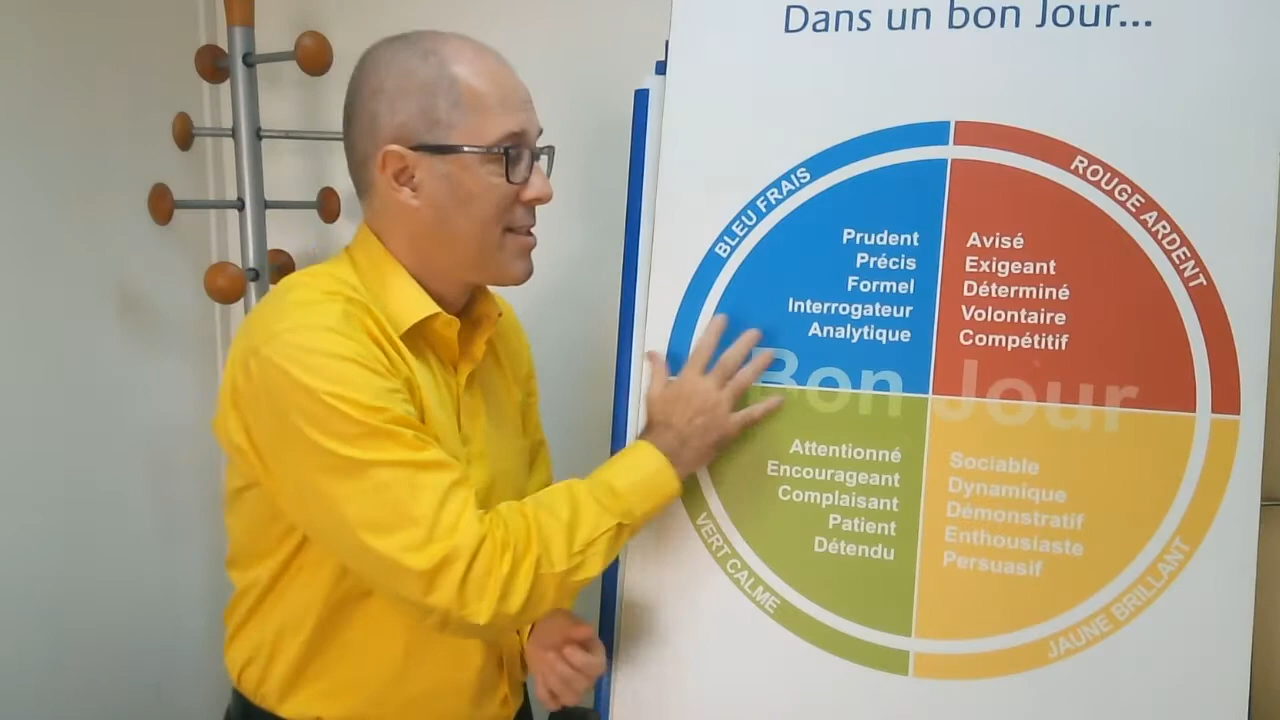 Dans un bon Jour...
BLEU FRAIS
Prudent
Précis
Formel
Interrogateur
Analytique
ROUGE ARDENT
Avisé
Exigeant
Déterminé
Volontaire
Compétitif
Bon Jour
VERT CALME
Attentionné
Encourageant
Complaisant
Patient
Détendu
JAUNE BRILLANT
Sociable
Dynamique
Démonstratif
Enthousiaste
Persuasif